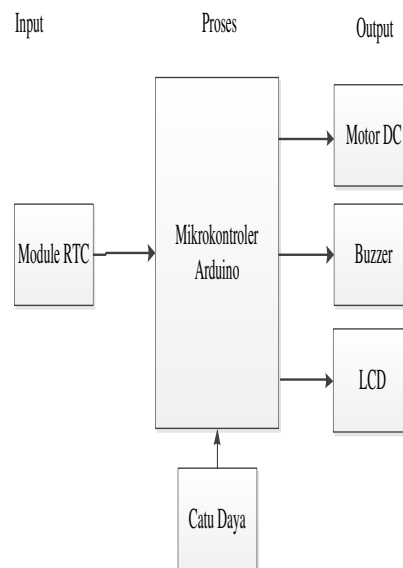 Input
Proses
Output
Motor DC
Module RTC
Mikrokontroler
Arduino
Buzzer
LCD
Catu Daya